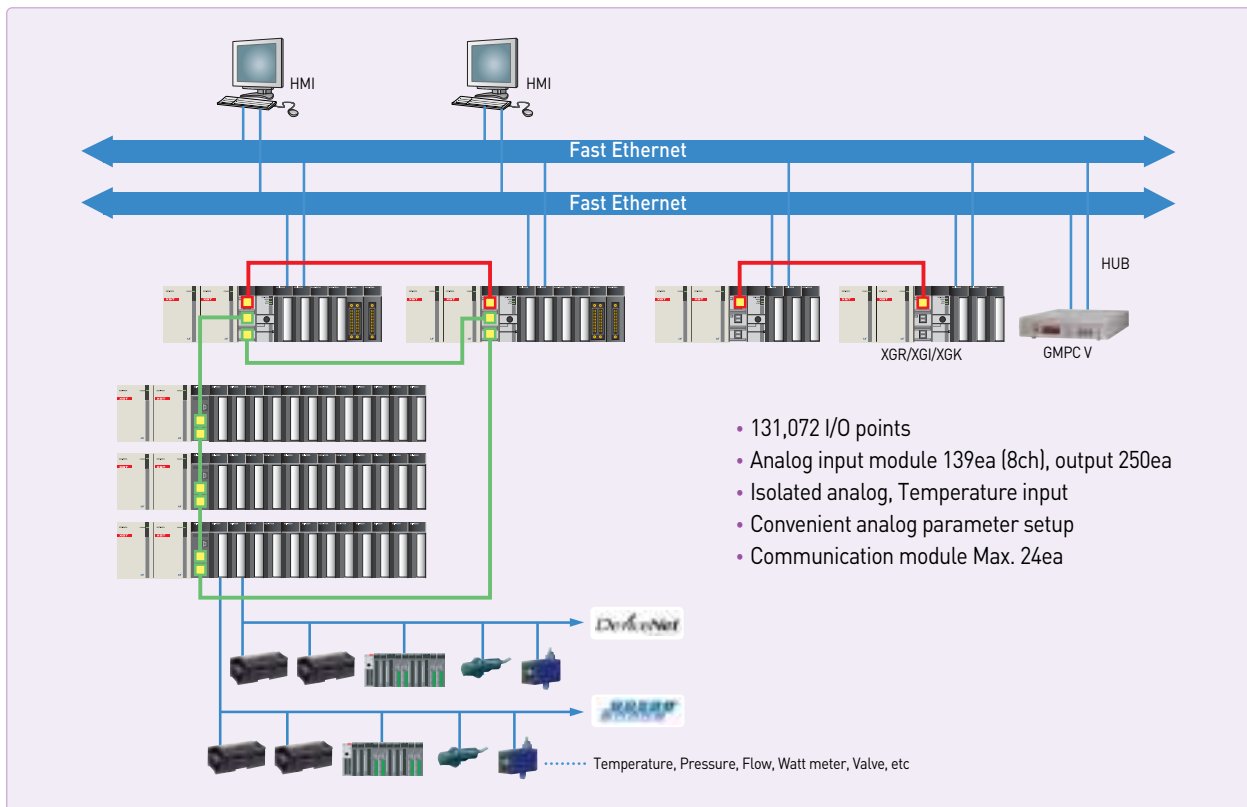 HMI
HMI
Fast Ethernet
Fast Ethernet
HUB
XGR/XGI/XGK
GMPC V
• 131,072 I/O points
• Analog input module 139ea (8ch), output 250ea
• Isolated analog, Temperature input
• Convenient analog parameter setup
• Communication module Max. 24ea
DeviceNet
Temperature, Pressure, Flow, Watt meter, Valve, etc